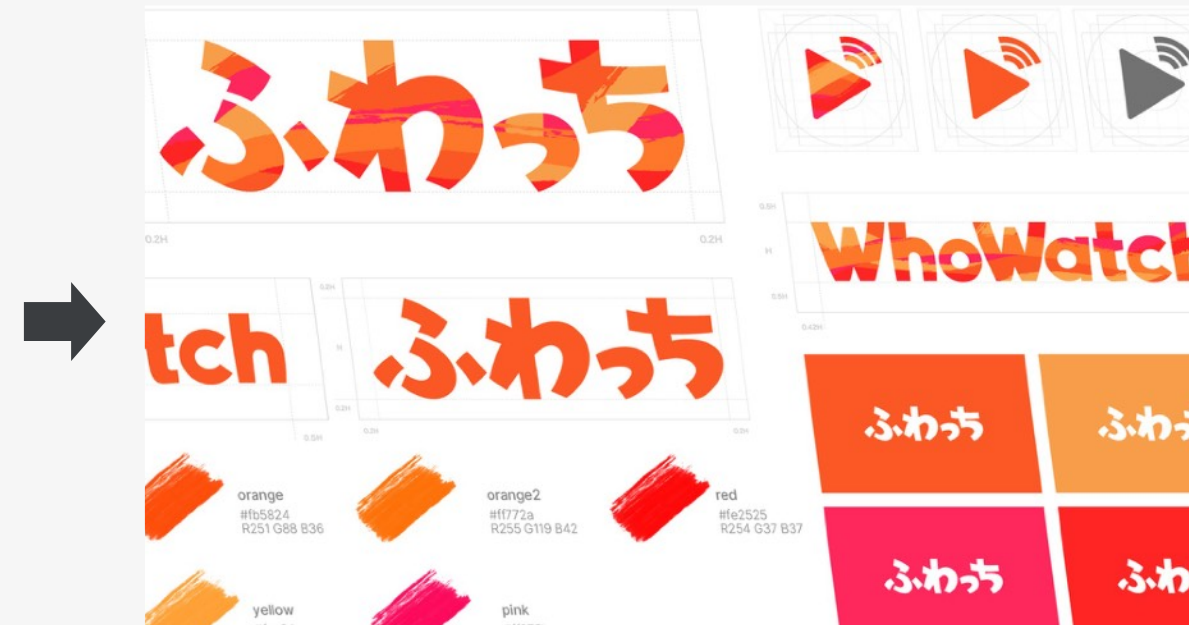 ふわっち
0.2H
0.2H
0.5H
H
0.5H
0.42H
WhoWatch
tch
0.5H
0.2H
H
0.2H
ふわっち
0.5H
0.5H
orange
#fb5824
R251 G88 B36
orange2
#ff772a
R255 G119 B42
red
#fe2525
R254 G37 B37
yellow
pink
ふわっち
ふわっ
ふわっち
ふわ